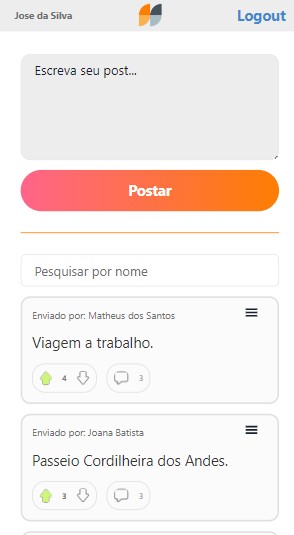 Jose da Silva
Logout
Escreva seu post...
Postar
Pesquisar por nome
Enviado por: Matheus dos Santos
Viagem a trabalho.
4
3
Enviado por: Joana Batista
Passeio Cordilheira dos Andes.
3
3